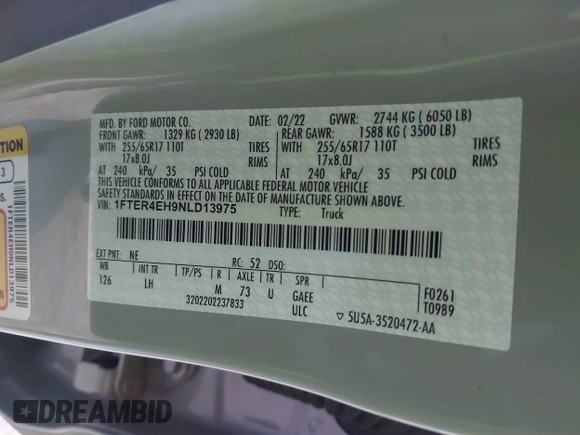 MFD. BY FORD MOTOR CO. 02/22 GVWR: 2744 KG ( 6050 LB)
FRONT GAWR: 1329 KG ( 2930 LB) REAR GAWR: 1588 KG ( 3500 LB)
WITH 255/65R17 110T TIRES WITH 255/65R17 110T TIRES
17x8.0J RIMS 17x8.0J RIMS
AT 240 kPa/ 35 PSI COLD AT 240 kPa/ 35 PSI COLD
THIS VEHICLE CONFORMS TO ALL APPLICABLE FEDERAL MOTOR VEHICLE
SAFETY STANDARDS IN EFFECT ON THE DATE OF MANUFACTURE SHOWN ABOVE.
VIN: 1FTER4EH9NLD13975 TYPE: Truck
EXT PNT: NE RC: 52 DSO:
WB INT TR TP/PS R AXLE TR SPR
126 LH M 73 U GAEE F0261
ULC T0989
3202202237833 ▽ 5U5A-3520472-AA
3
S.
1FTER4EH9NLD13975
DREAMBID